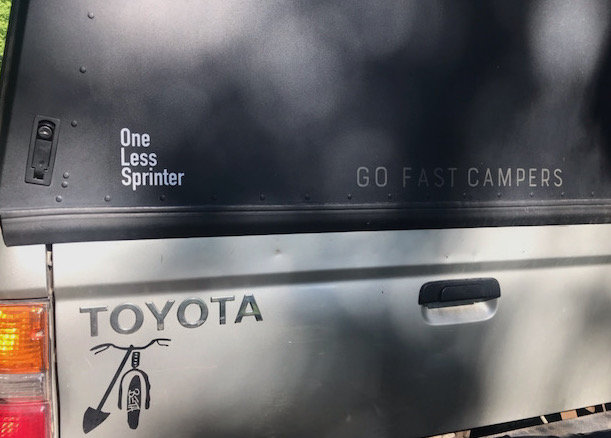 One
Less
Sprinter
GO FAST CAMPERS
TOYOTA